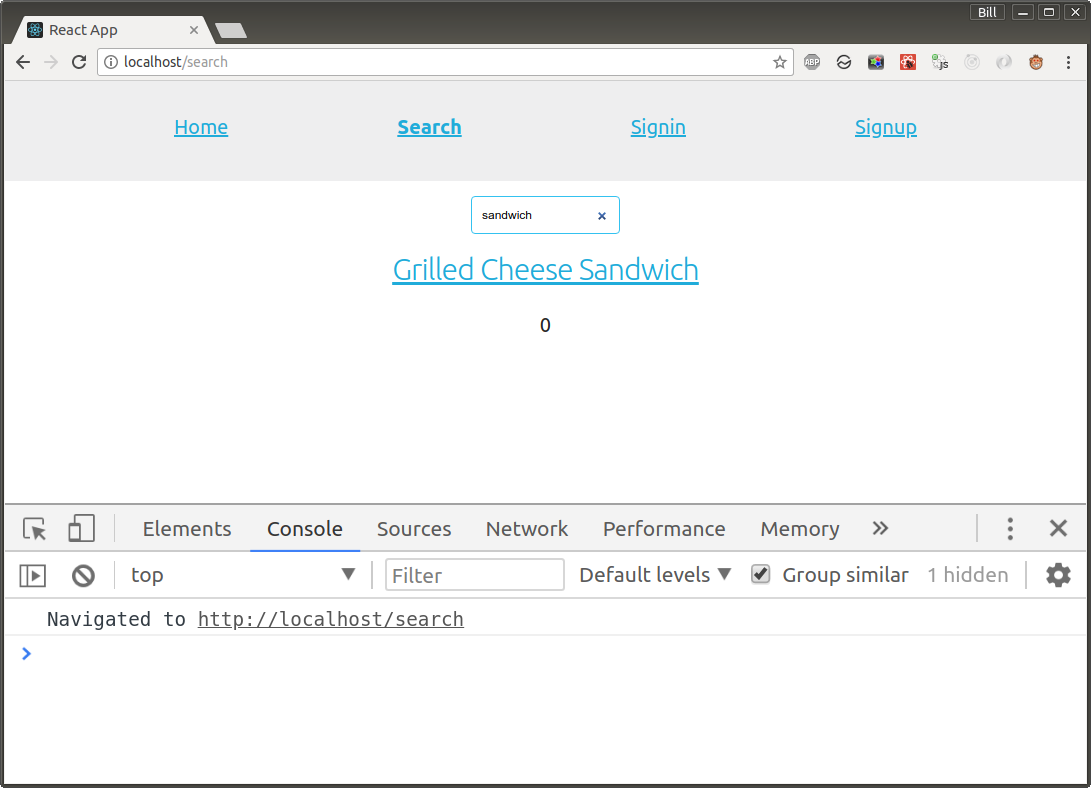 Bill
React App
localhost/search
ABP
js
Home Search Signin Signup
sandwich
Grilled Cheese Sandwich
0
Elements Console Sources Network Performance Memory
top Filter Default levels Group similar 1 hidden
Navigated to http://localhost/search